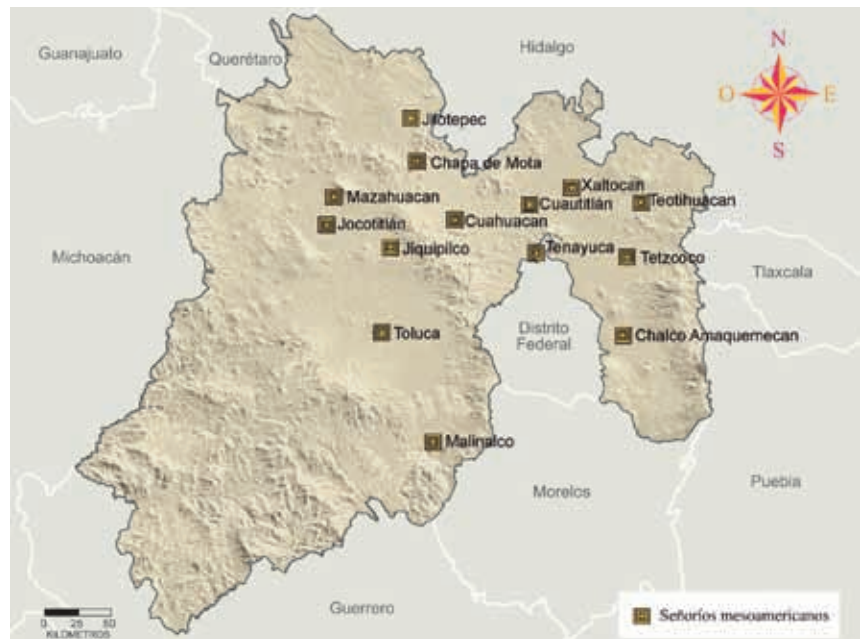 Guanajuato
Querétaro
Hidalgo
N
O
E
S
Jilotepec
Chapa de Mota
Xaltocan
Mazahuacan
Cuautitlán
Teotihuacan
Jocotitlán
Cuahuacan
Jiquipilco
Tenayuca
Tetzcoco
Michoacán
Tlaxcala
Toluca
Distrito
Federal
Chalco Amaquemecan
Malinalco
Morelos
Puebla
Guerrero
0 25 50
KILOMETROS
Señoríos mesoamericanos